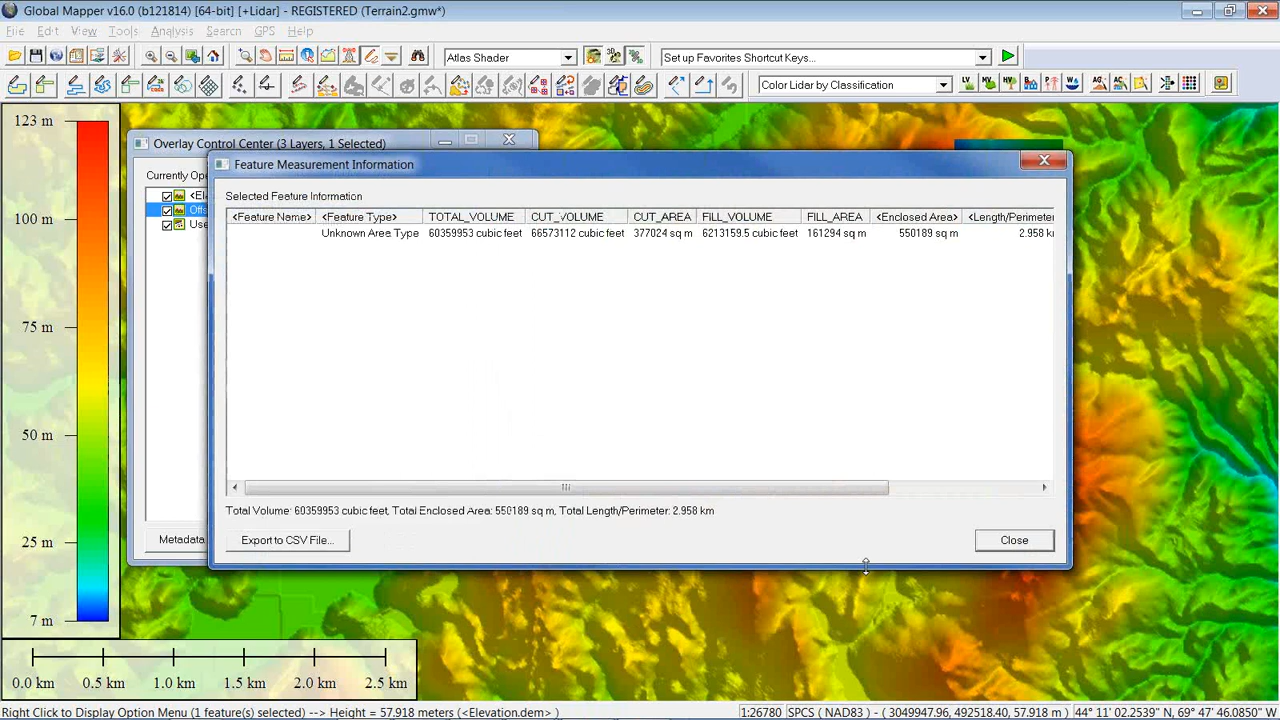 Global Mapper v16.0 (b121814) [64-bit] [+Lidar] - REGISTERED (Terrain2.gmw*)
File Edit View Tools Analysis Search GPS Help
Atlas Shader
Set up Favorites Shortcut Keys...
Color Lidar by Classification
123 m
100 m
75 m
50 m
25 m
7 m
Overlay Control Center (3 Layers, 1 Selected)
Currently Ope
<Ele
Offs
Use
Metadata
Feature Measurement Information
Selected Feature Information
<Feature Name> <Feature Type> TOTAL_VOLUME CUT_VOLUME CUT_AREA FILL_VOLUME FILL_AREA <Enclosed Area> <Length/Perimeter
Unknown Area Type 60359953 cubic feet 66573112 cubic feet 377024 sq m 6213159.5 cubic feet 161294 sq m 550189 sq m 2.958 k
Total Volume: 60359953 cubic feet, Total Enclosed Area: 550189 sq m, Total Length/Perimeter: 2.958 km
Export to CSV File...
Close
0.0 km 0.5 km 1.0 km 1.5 km 2.0 km 2.5 km
Right Click to Display Option Menu (1 feature(s) selected) --> Height = 57.918 meters (<Elevation.dem>)
1:26780 SPCS ( NAD83) - ( 3049947.96, 492518.40, 57.918 m ) 44° 11' 02.2539" N, 69° 47' 46.0850" W